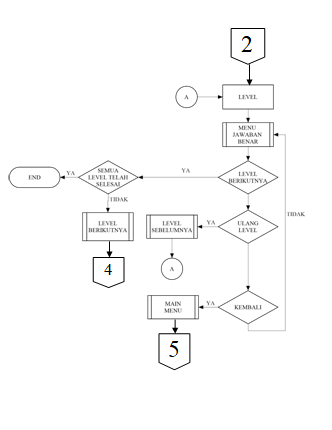 2
A
LEVEL
MENU
JAWABAN
BENAR
END
YA
SEMUA
LEVEL TELAH
SELESAI
YA
LEVEL
BERIKUTNYA
TIDAK
LEVEL
BERIKUTNYA
LEVEL
SEBELUMNYA
YA
ULANG
LEVEL
TIDAK
4
A
MAIN
MENU
YA
KEMBALI
5